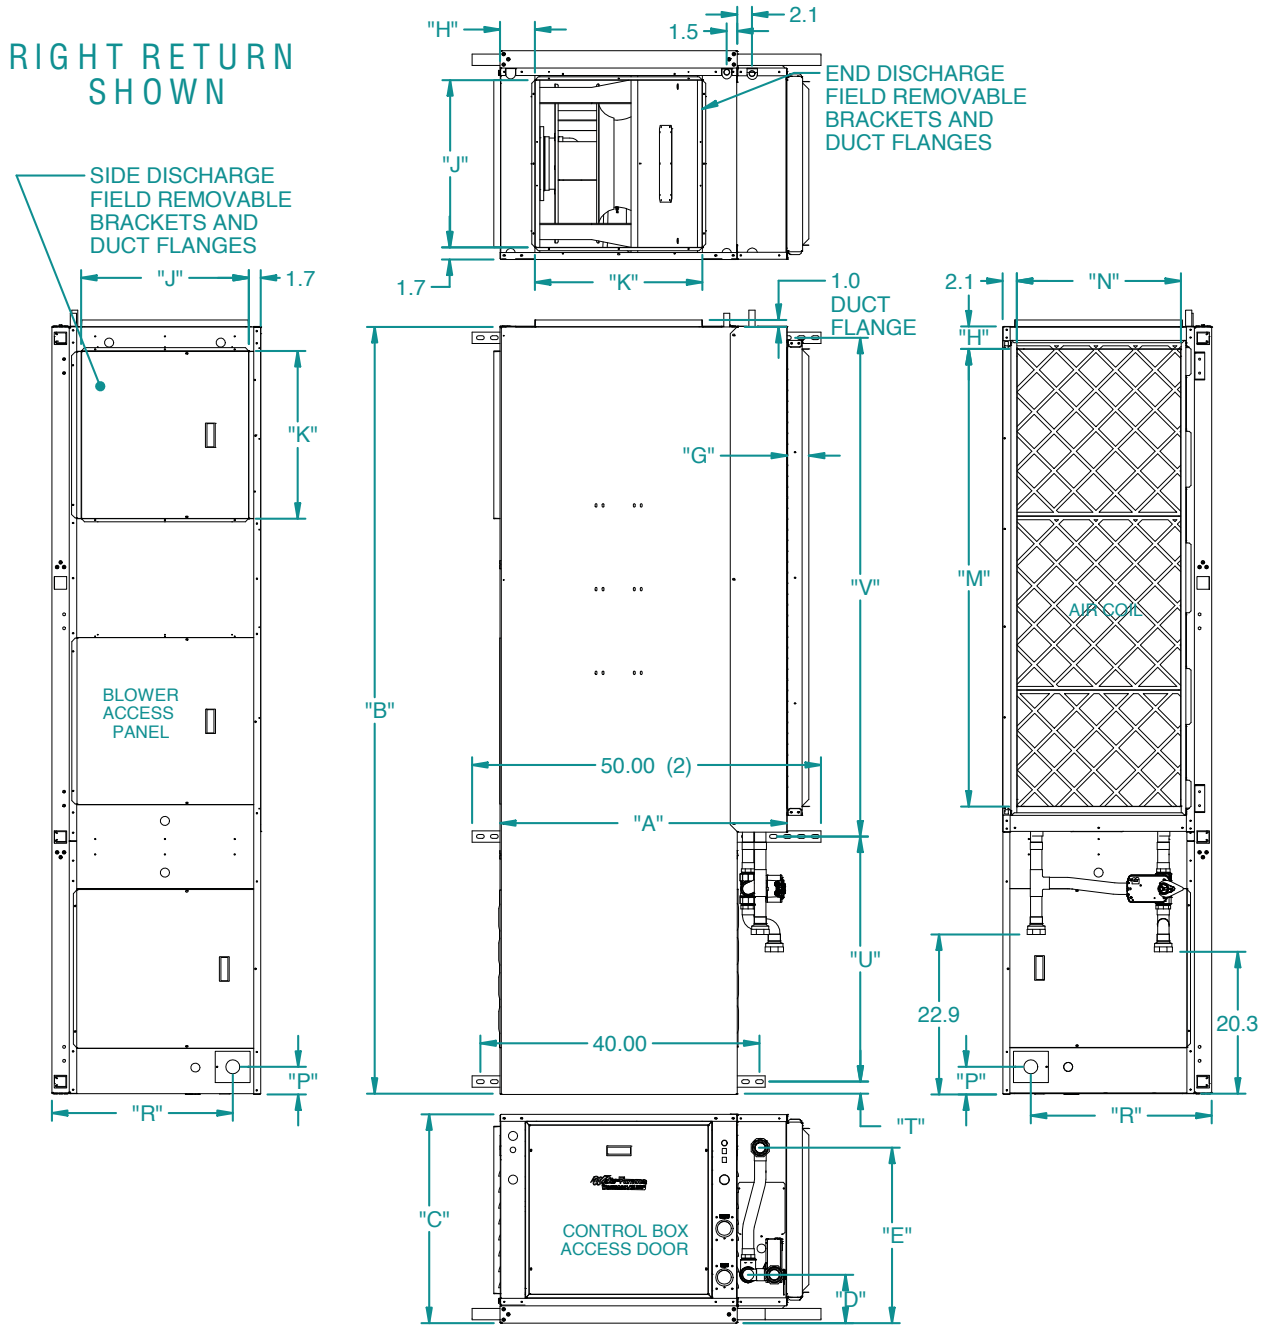 RIGHT RETURN
SHOWN
"H"
1.5
2.1
END DISCHARGE
FIELD REMOVABLE
BRACKETS AND
DUCT FLANGES
"J"
SIDE DISCHARGE
FIELD REMOVABLE
BRACKETS AND
DUCT FLANGES
"J"
1.7
1.7
"K"
1.0
DUCT
FLANGE
2.1
"N"
"H"
"K"
"G"
"V"
"M"
AIR COIL
BLOWER
ACCESS
PANEL
"B"
50.00 (2)
"A"
"U"
22.9
20.3
40.00
"P"
"R"
"T"
"P"
"R"
"C"
CONTROL BOX
ACCESS DOOR
"E"
"D"